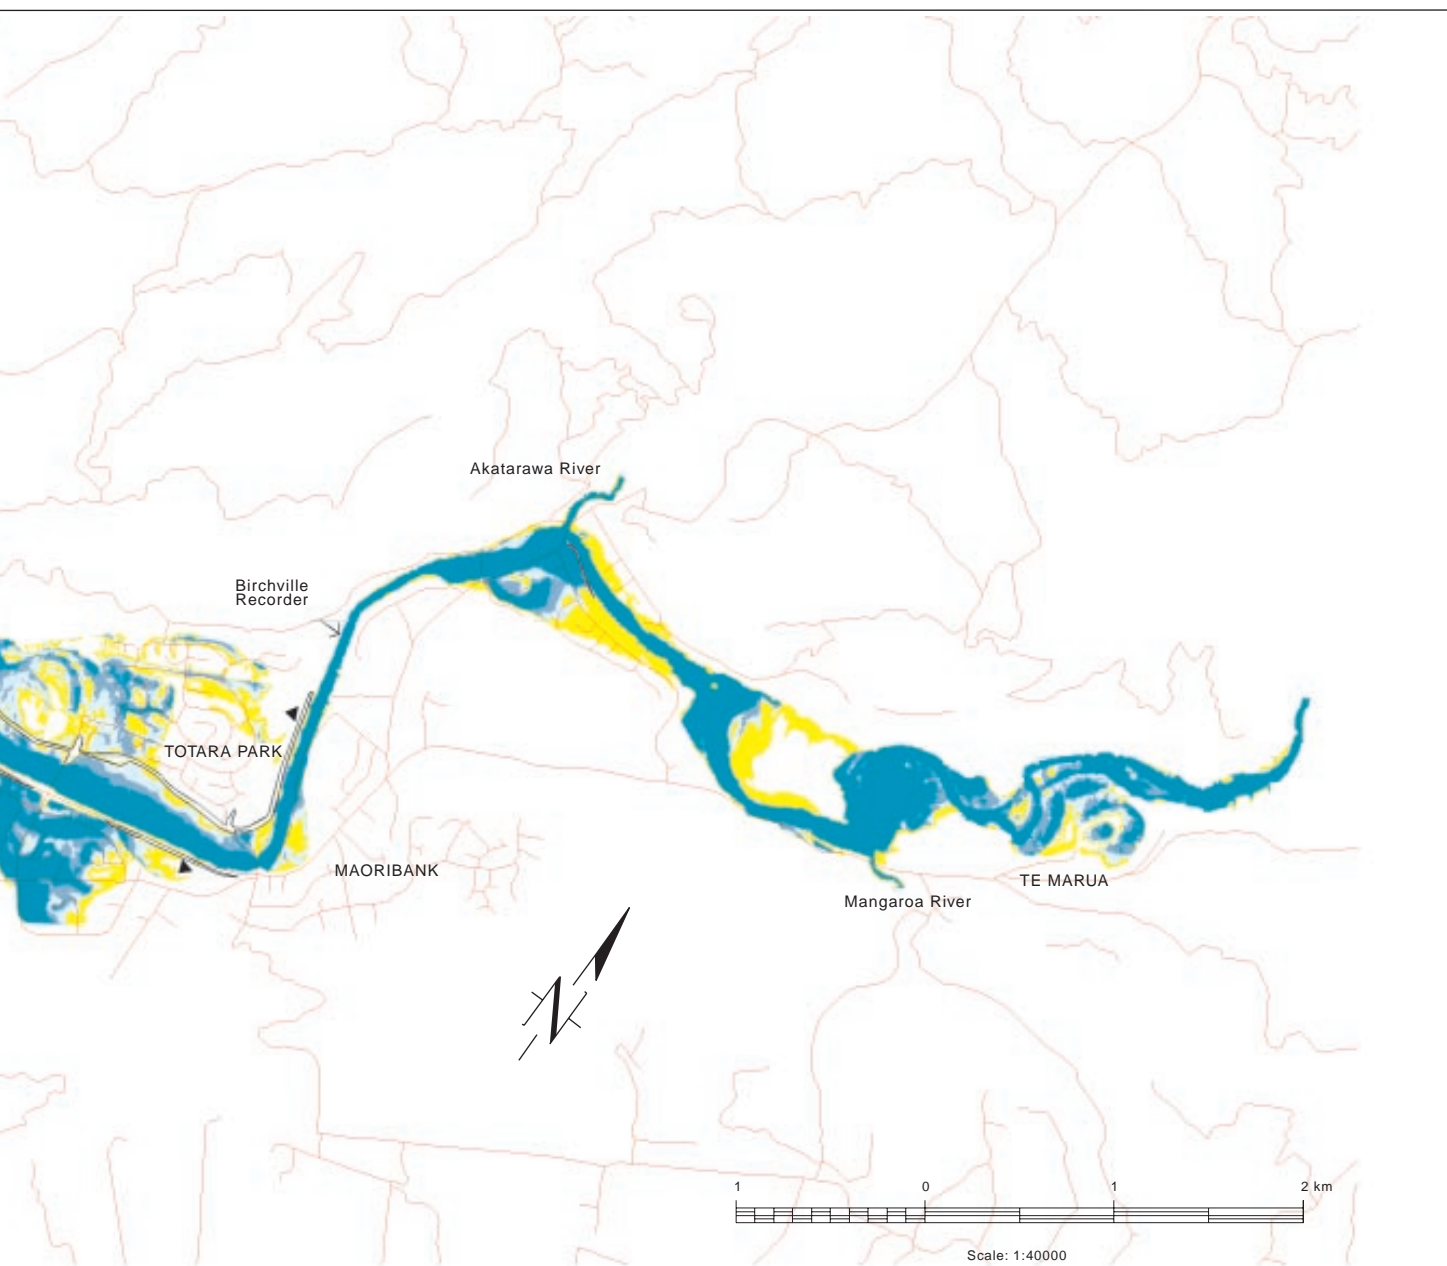 Akatarawa River
Birchville
Recorder
TOTARA PARK
MAORIBANK
TE MARUA
Mangaroa River
N
1 0 1 2 km
Scale: 1:40000